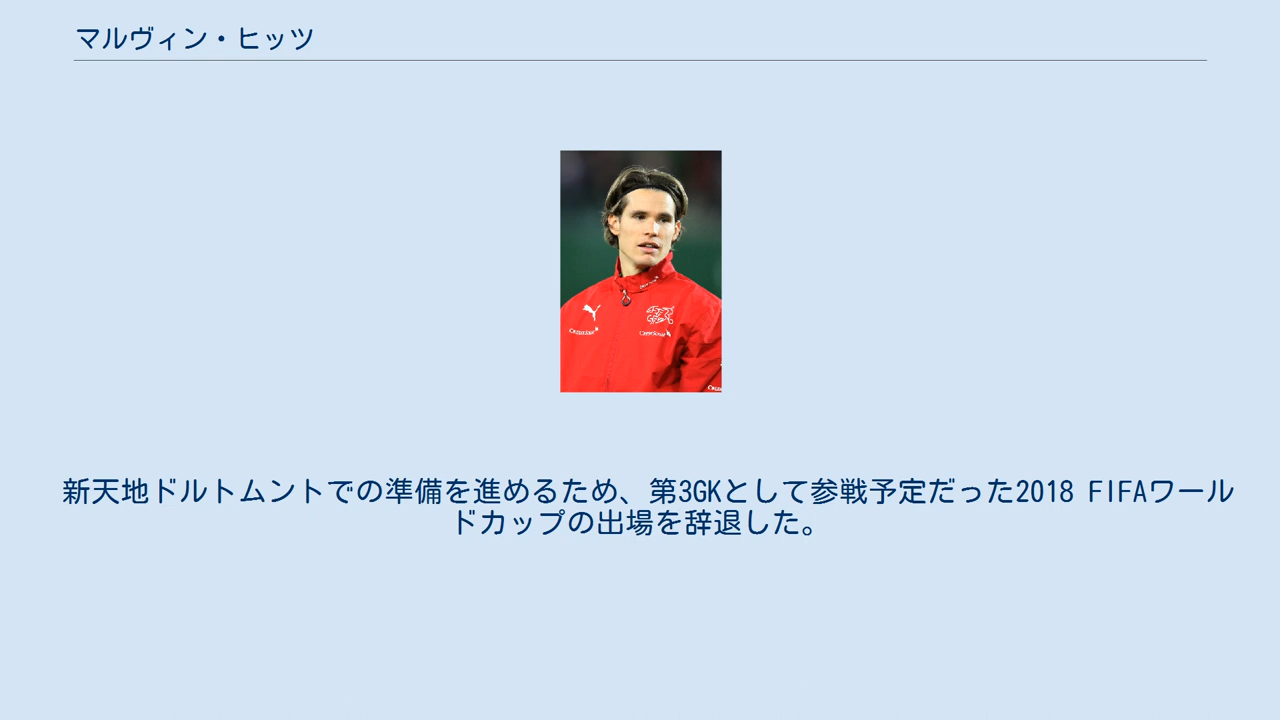 マルヴィン・ヒッツ
新天地ドルトムントでの準備を進めるため、第3GKとして参戦予定だった2018 FIFAワール
ドカップの出場を辞退した。